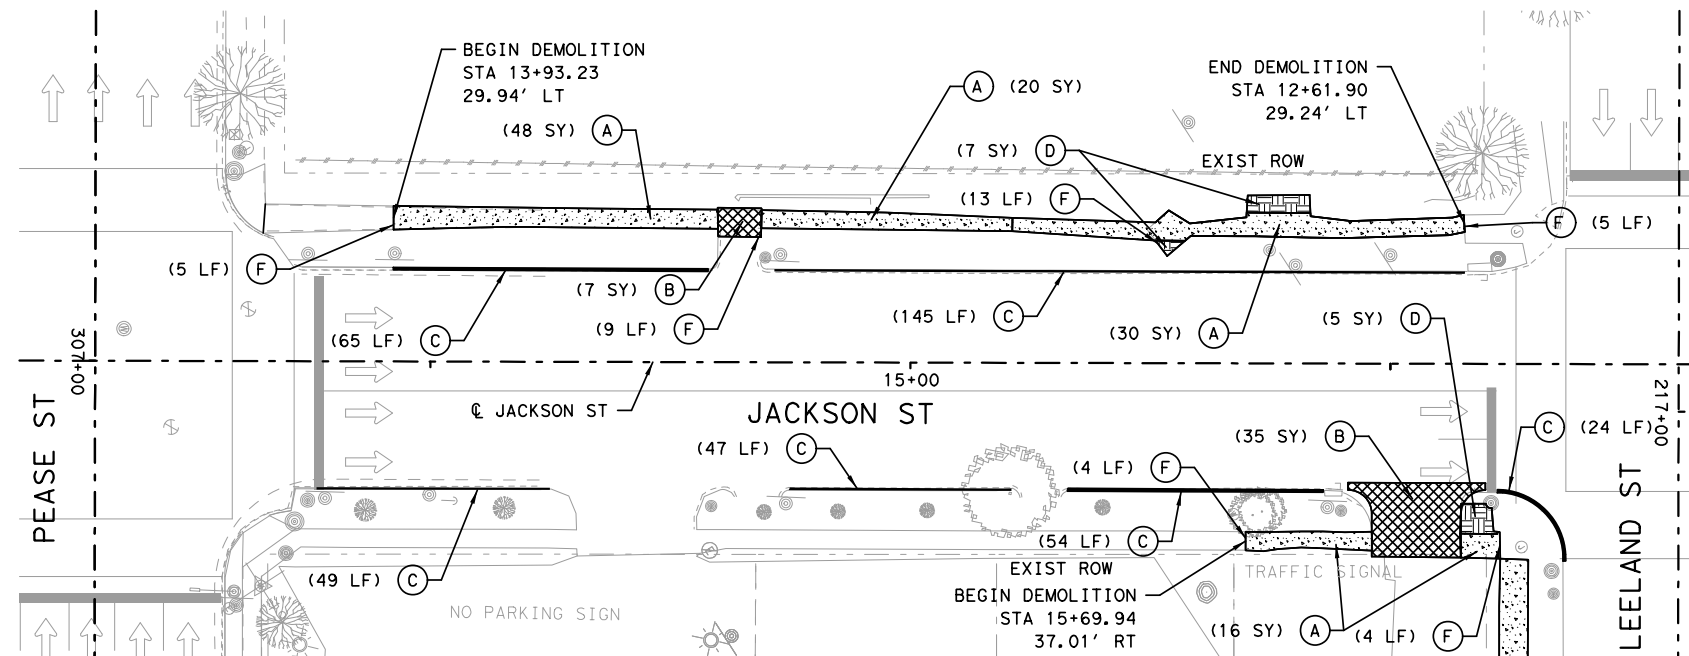 BEGIN DEMOLITION
STA 13+93.23
29.94' LT
(48 SY) A
A (20 SY)
END DEMOLITION
STA 12+61.90
29.24' LT
(7 SY) D
EXIST ROW
(13 LF) F
F (5 LF)
(5 LF) F
(7 SY) B
(65 LF) C
(9 LF) F
(145 LF) C
(30 SY) A
(5 SY) D
307+00
15+00
217+00
℄ JACKSON ST
JACKSON ST
PEASE ST
LEELAND ST
(47 LF) C
(35 SY) B
C (24 LF)
(4 LF) F
(54 LF) C
(49 LF) C
EXIST ROW
TRAFFIC SIGNAL
BEGIN DEMOLITION
STA 15+69.94
37.01' RT
NO PARKING SIGN
(16 SY) A
(4 LF) F